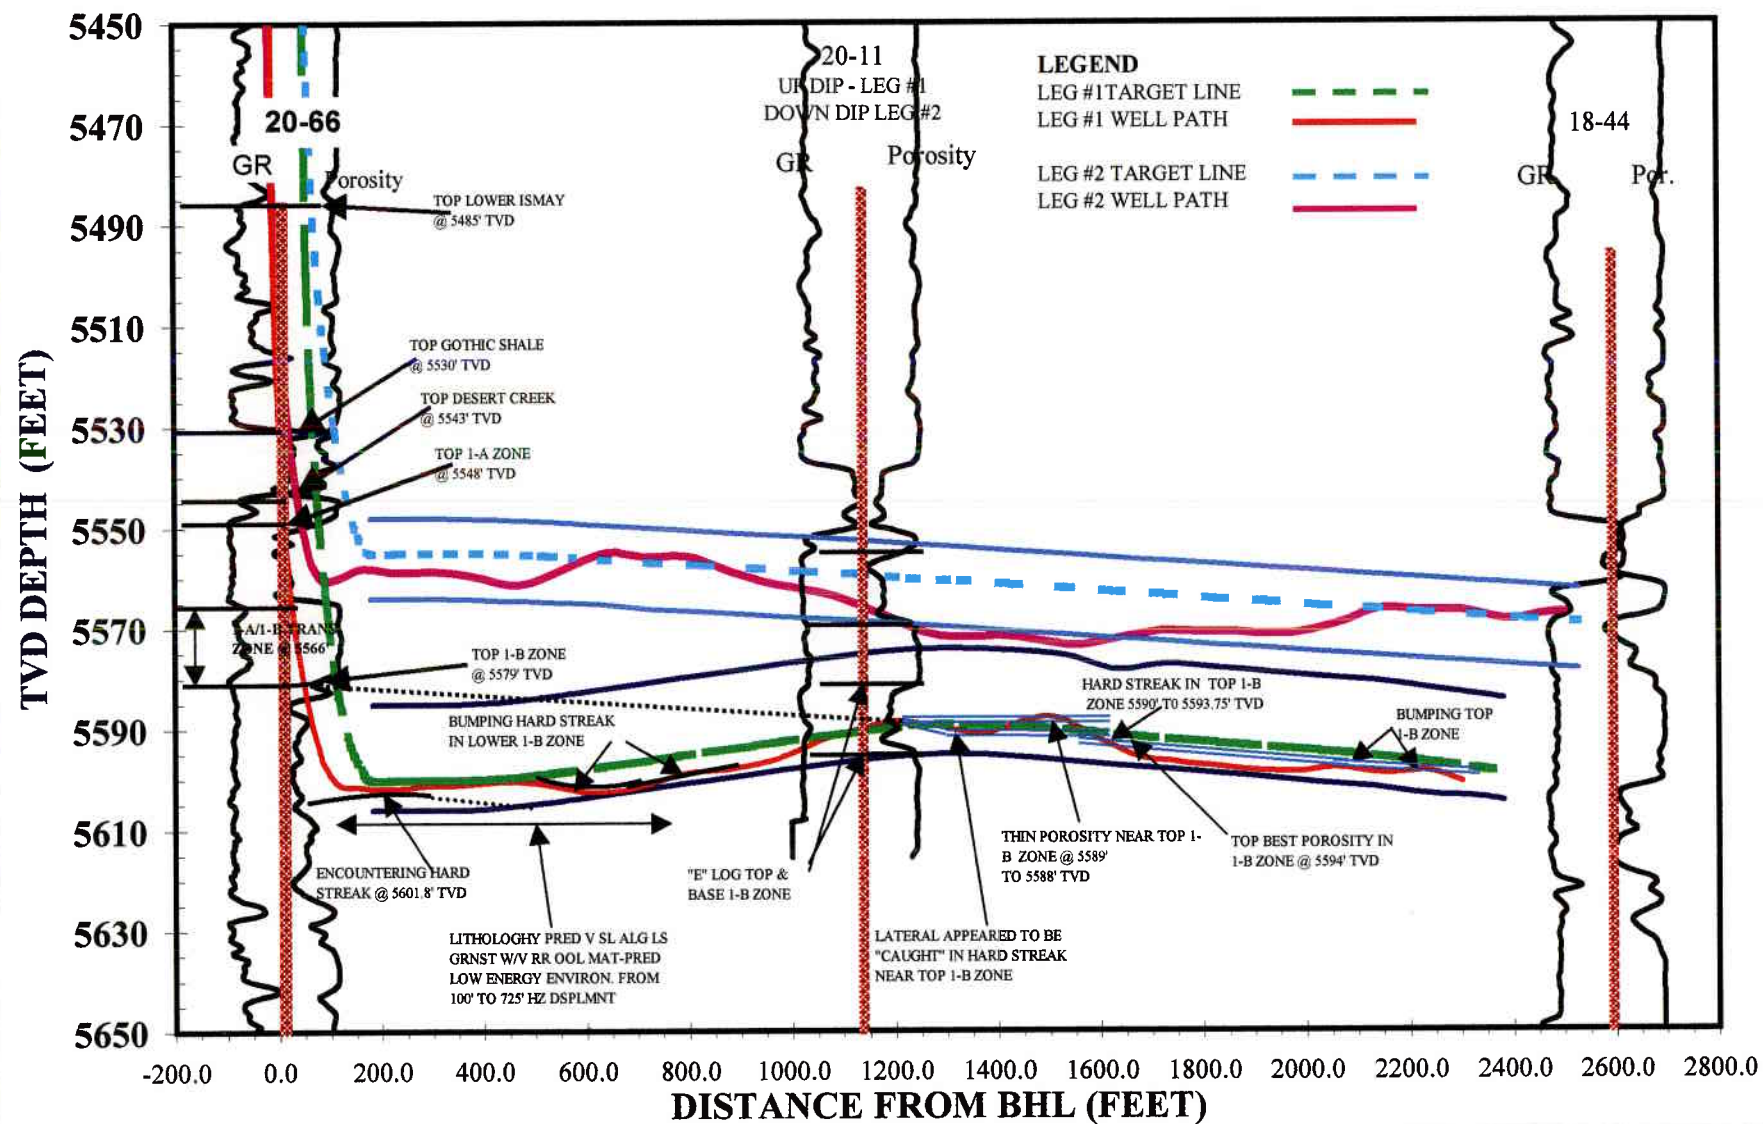 5450
5470
5490
5510
5530
5550
5570
5590
5610
5630
5650
TVD DEPTH (FEET)
-200.0 0.0 200.0 400.0 600.0 800.0 1000.0 1200.0 1400.0 1600.0 1800.0 2000.0 2200.0 2400.0 2600.0 2800.0
DISTANCE FROM BHL (FEET)
20-66
GR
Porosity
TOP LOWER ISMAY
@ 5485' TVD
TOP GOTHIC SHALE
@ 5530' TVD
TOP DESERT CREEK
@ 5543' TVD
TOP 1-A ZONE
@ 5548' TVD
1-A/1-B TRANS
ZONE @ 5566'
TOP 1-B ZONE
@ 5579' TVD
BUMPING HARD STREAK
IN LOWER 1-B ZONE
ENCOUNTERING HARD
STREAK @ 5601.8' TVD
LITHOLOGHY PRED V SL ALG LS
GRNST W/V RR OOL MAT-PRED
LOW ENERGY ENVIRON. FROM
100' TO 725' HZ DSPLMNT
20-11
UP DIP - LEG #1
DOWN DIP LEG #2
GR
Porosity
"E" LOG TOP &
BASE 1-B ZONE
LATERAL APPEARED TO BE
"CAUGHT" IN HARD STREAK
NEAR TOP 1-B ZONE
THIN POROSITY NEAR TOP 1-
B ZONE @ 5589'
TO 5588' TVD
HARD STREAK IN TOP 1-B
ZONE 5590' TO 5593.75' TVD
TOP BEST POROSITY IN
1-B ZONE @ 5594' TVD
BUMPING TOP
1-B ZONE
LEGEND
LEG #1TARGET LINE
LEG #1 WELL PATH
LEG #2 TARGET LINE
LEG #2 WELL PATH
18-44
GR
Por.